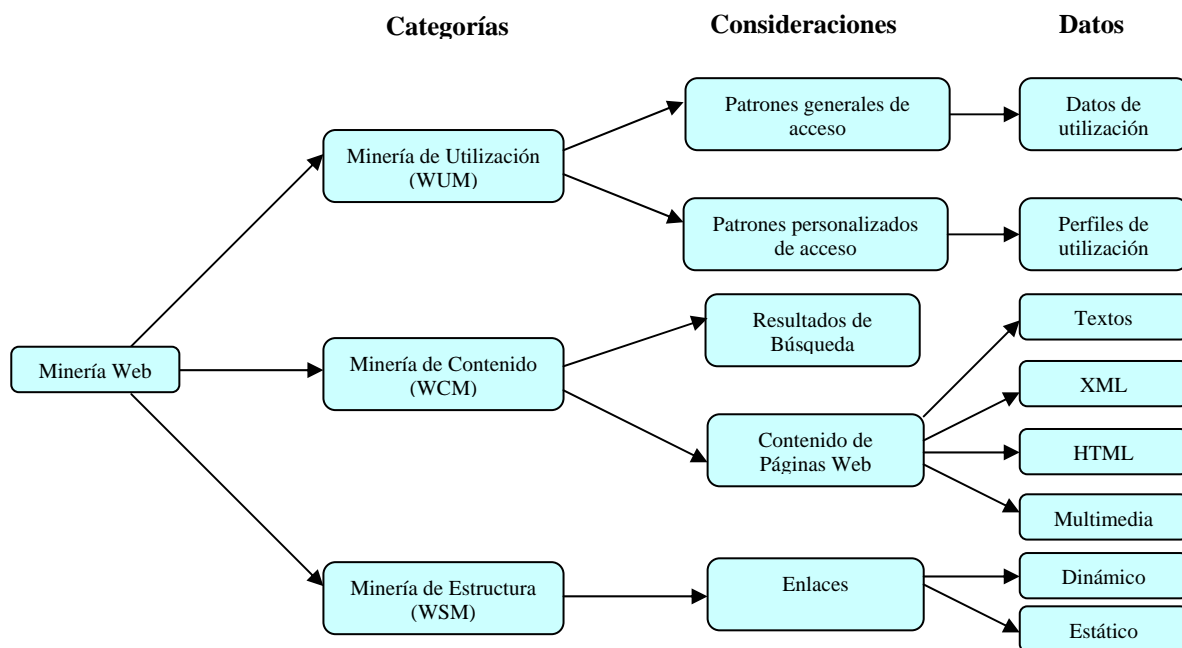 Categorías
Consideraciones
Datos
Patrones generales de
acceso
Datos de
utilización
Minería de Utilización
(WUM)
Patrones personalizados
de acceso
Perfiles de
utilización
Resultados de
Búsqueda
Textos
Minería Web
Minería de Contenido
(WCM)
XML
Contenido de
Páginas Web
HTML
Multimedia
Minería de Estructura
(WSM)
Enlaces
Dinámico
Estático